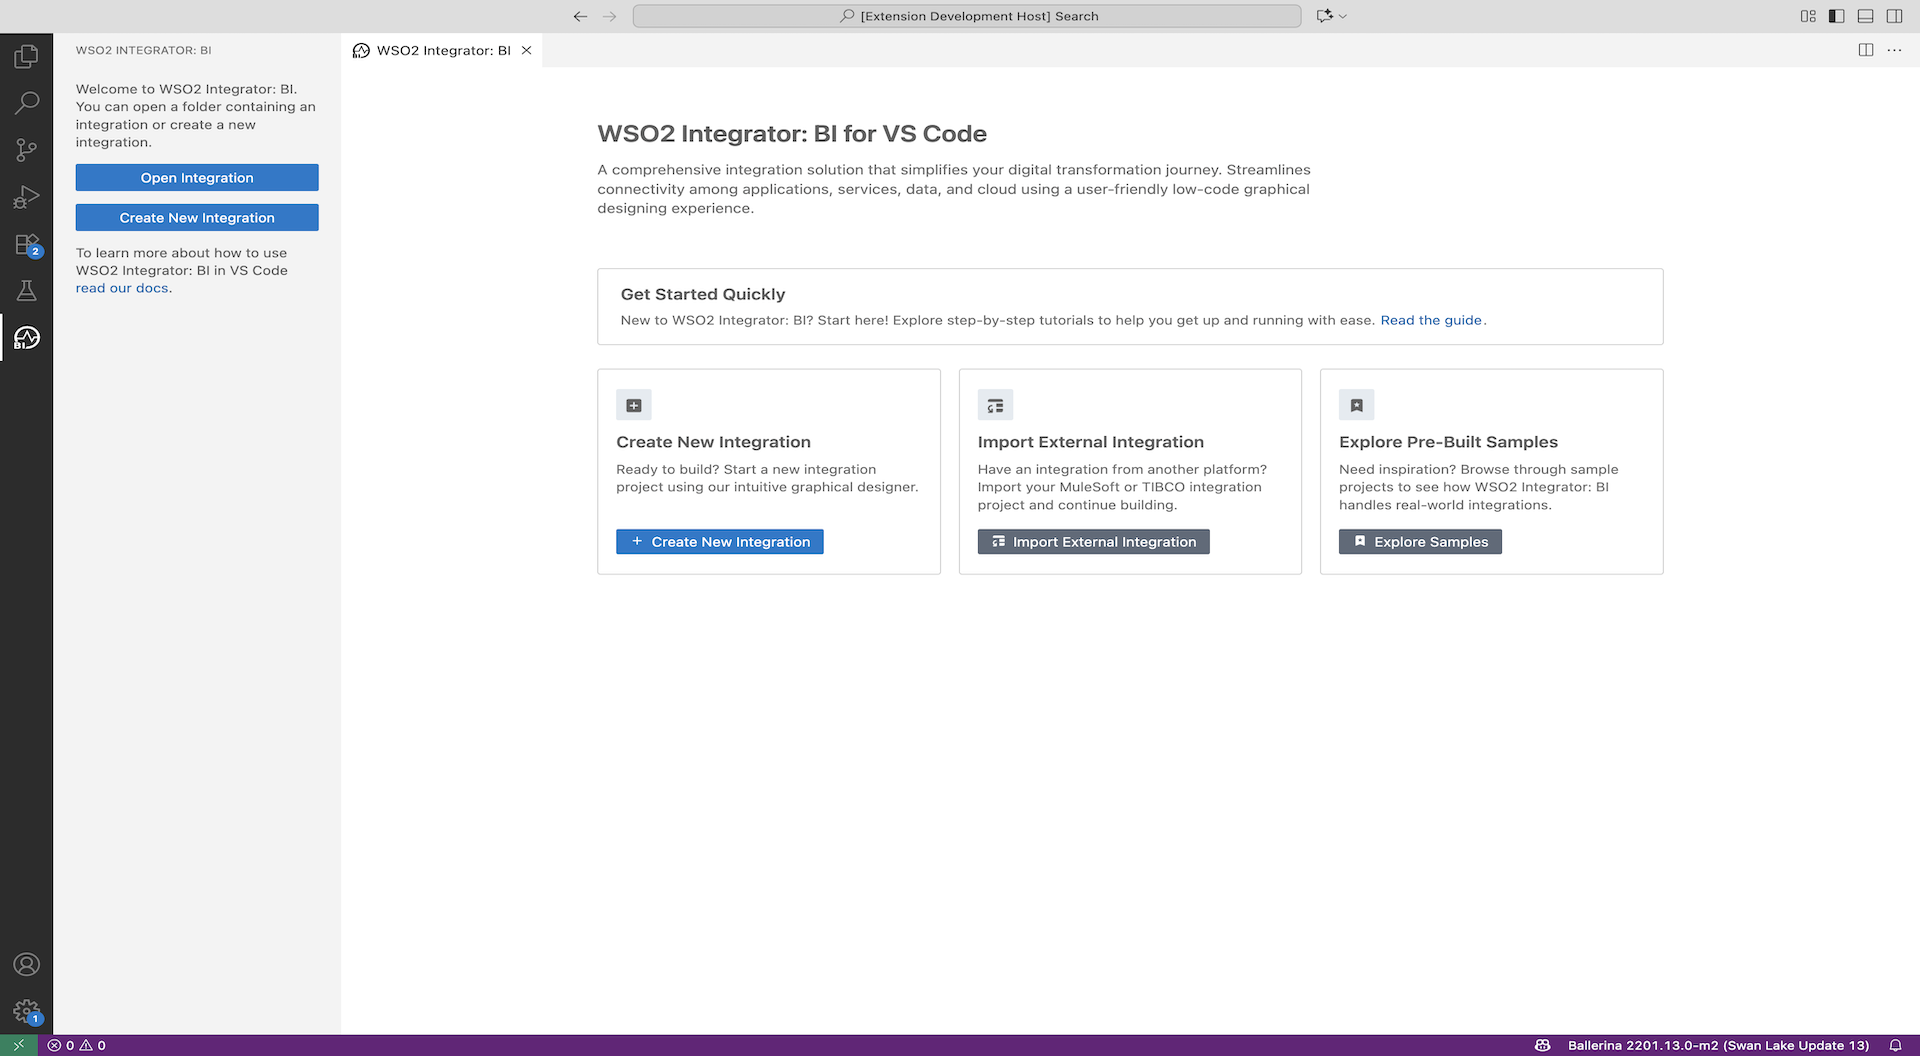 [Extension Development Host] Search
WSO2 INTEGRATOR: BI
WSO2 Integrator: BI
Welcome to WSO2 Integrator: BI.
You can open a folder containing an
integration or create a new
integration.
Open Integration
Create New Integration
To learn more about how to use
WSO2 Integrator: BI in VS Code
read our docs.
2
BI
1
WSO2 Integrator: BI for VS Code
A comprehensive integration solution that simplifies your digital transformation journey. Streamlines
connectivity among applications, services, data, and cloud using a user-friendly low-code graphical
designing experience.
Get Started Quickly
New to WSO2 Integrator: BI? Start here! Explore step-by-step tutorials to help you get up and running with ease. Read the guide.
Create New Integration
Ready to build? Start a new integration
project using our intuitive graphical designer.
+ Create New Integration
Import External Integration
Have an integration from another platform?
Import your MuleSoft or TIBCO integration
project and continue building.
Import External Integration
Explore Pre-Built Samples
Need inspiration? Browse through sample
projects to see how WSO2 Integrator: BI
handles real-world integrations.
Explore Samples
0 0
Ballerina 2201.13.0-m2 (Swan Lake Update 13)